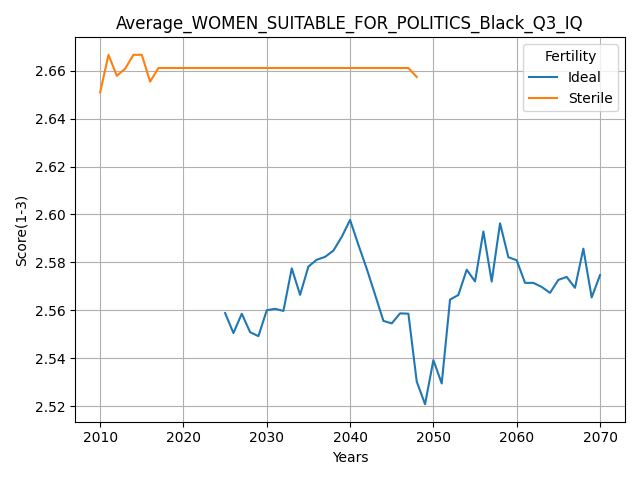 Average_WOMEN_SUITABLE_FOR_POLITICS_Black_Q3_IQ
Fertility
Ideal
Sterile
Score(1-3)
2.66
2.64
2.62
2.60
2.58
2.56
2.54
2.52
2010 2020 2030 2040 2050 2060 2070
Years